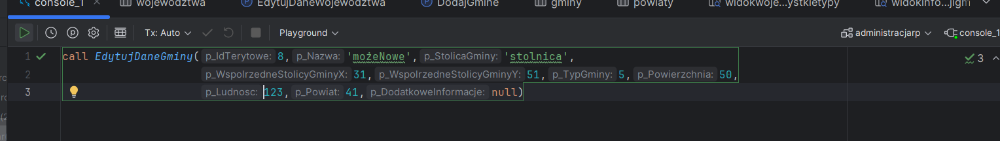 console_1 województwa EdytujDaneWojewodztwa DodajGmine gminy powiaty widokwoje...ystkietypy widokinfo...
Tx: Auto Playground administracjarp console_1
1 call EdytujDaneGminy( p_IdTerytowe: 8, p_Nazwa: 'możeNowe', p_StolicaGminy: 'stolnica', 3
2 p_WspolrzedneStolicyGminyX: 31, p_WspolrzedneStolicyGminyY: 51, p_TypGminy: 5, p_Powierzchnia: 50,
3 p_Ludnosc: 123, p_Powiat: 41, p_DodatkoweInformacje: null)